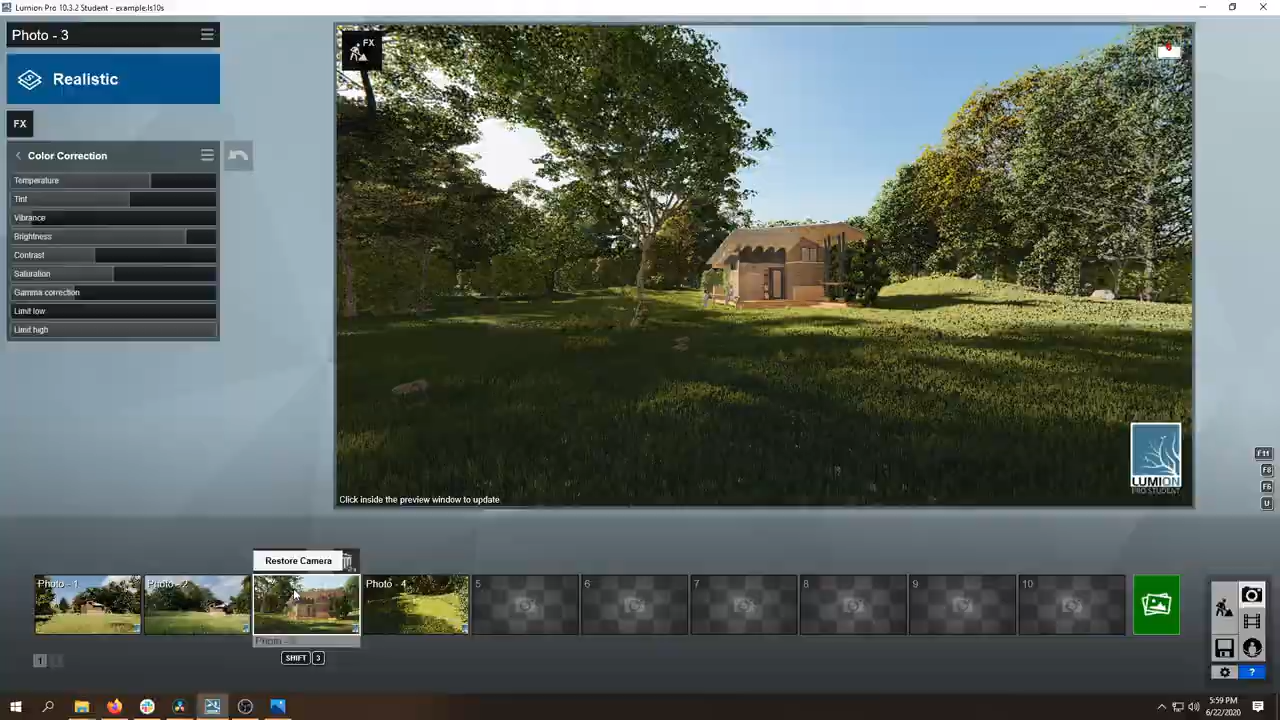 Lumion Pro 10.3.2 Student - example.ls10s
Photo - 3
Realistic
FX
Color Correction
Temperature
Tint
Vibrance
Brightness
Contrast
Saturation
Gamma correction
Limit low
Limit high
FX
Click inside the preview window to update.
LUMION
PRO STUDENT
F11
F8
F6
U
Restore Camera
Photo - 1
Photo - 2
Photo - 4
5
6
7
8
9
10
SHIFT
3
1
?
5:59 PM
6/22/2020